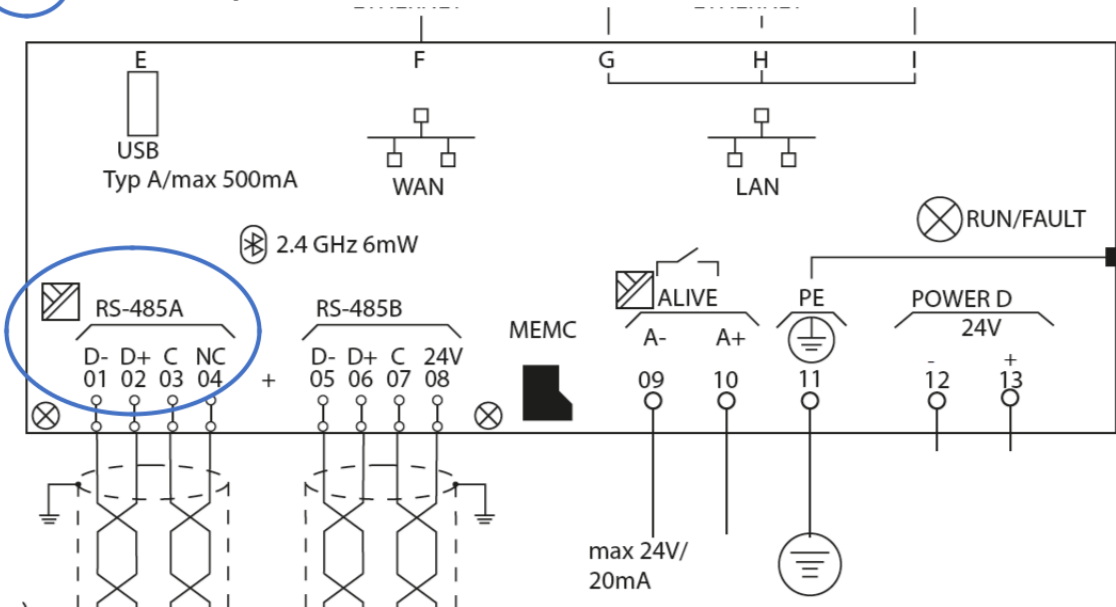 E F G H I
USB
Typ A/max 500mA
WAN
LAN
RUN/FAULT
2.4 GHz 6mW
RS-485A
RS-485B
MEMC
ALIVE
PE
POWER D
24V
D- D+ C NC
D- D+ C 24V
A- A+
- +
01 02 03 04 + 05 06 07 08
09 10 11 12 13
max 24V/
20mA